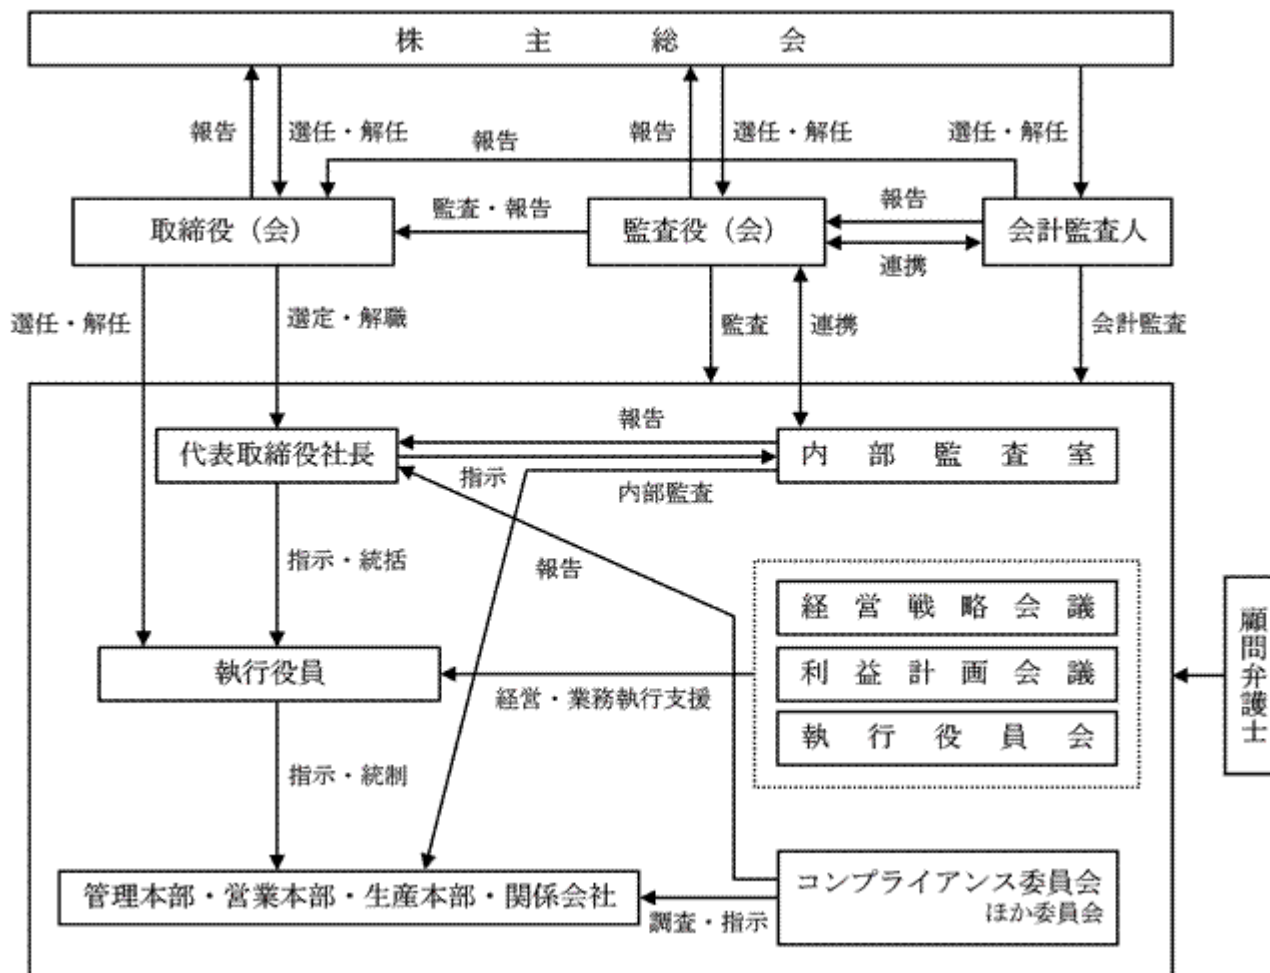 株主総会
報告
選任・解任
報告
報告
選任・解任
選任・解任
取締役（会）
監査・報告
監査役（会）
報告
連携
会計監査人
選任・解任
選定・解職
監査
連携
会計監査
代表取締役社長
報告
指示
内部監査
内部監査室
指示・統括
報告
経営戦略会議
利益計画会議
執行役員会
執行役員
経営・業務執行支援
顧問弁護士
指示・統制
管理本部・営業本部・生産本部・関係会社
調査・指示
コンプライアンス委員会
ほか委員会